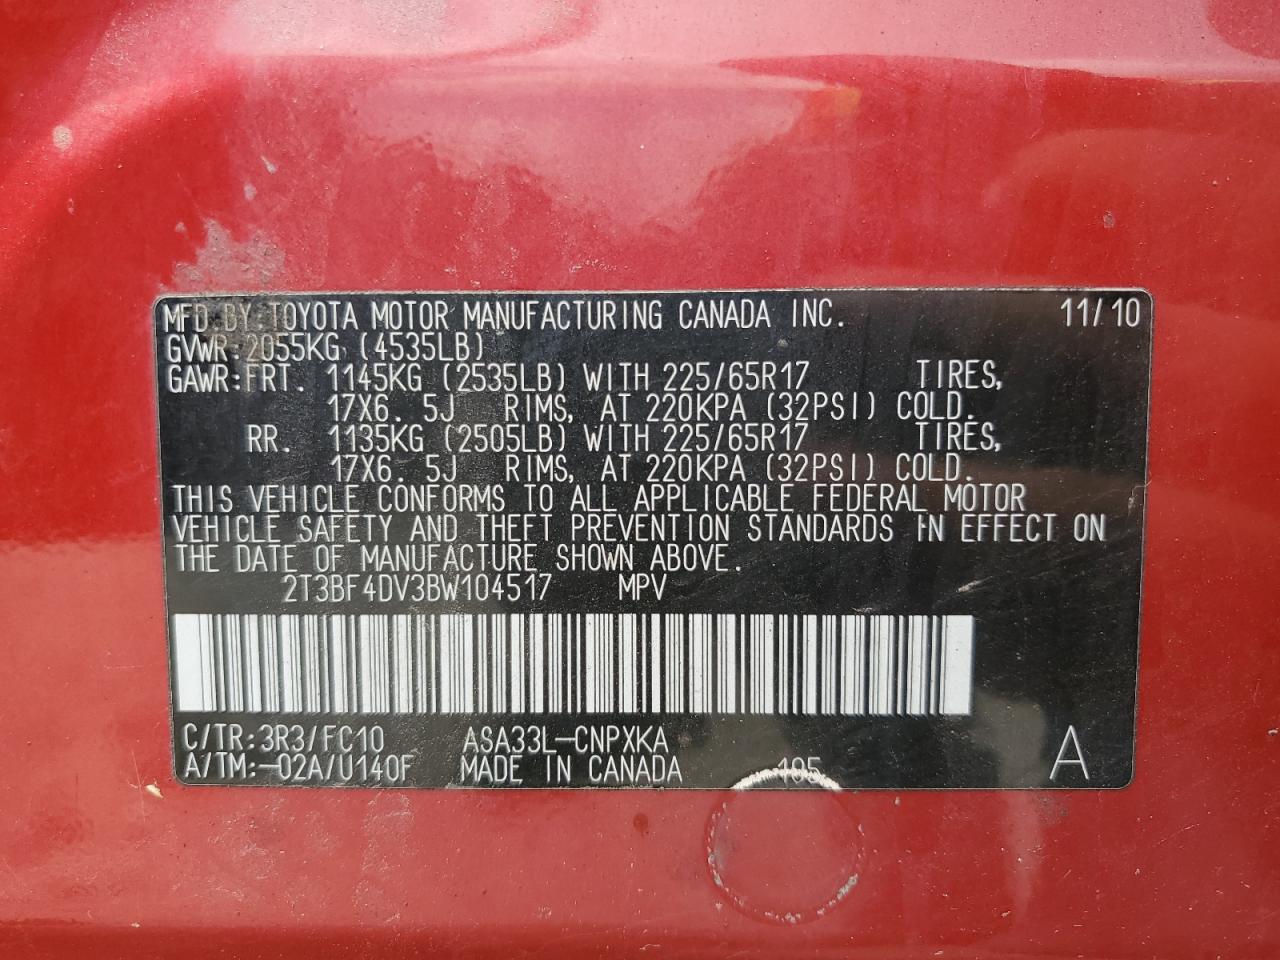 MFD.BY:TOYOTA MOTOR MANUFACTURING CANADA INC. 11/10
GVWR:2055KG (4535LB)
GAWR:FRT. 1145KG (2535LB) WITH 225/65R17 TIRES,
17X6.5J RIMS, AT 220KPA (32PSI) COLD.
RR. 1135KG (2505LB) WITH 225/65R17 TIRES,
17X6.5J RIMS, AT 220KPA (32PSI) COLD.
THIS VEHICLE CONFORMS TO ALL APPLICABLE FEDERAL MOTOR
VEHICLE SAFETY AND THEFT PREVENTION STANDARDS IN EFFECT ON
THE DATE OF MANUFACTURE SHOWN ABOVE.
2T3BF4DV3BW104517 MPV
C/TR:3R3/FC10 ASA33L-CNPXKA A
A/TM:-02A/U140F MADE IN CANADA 195